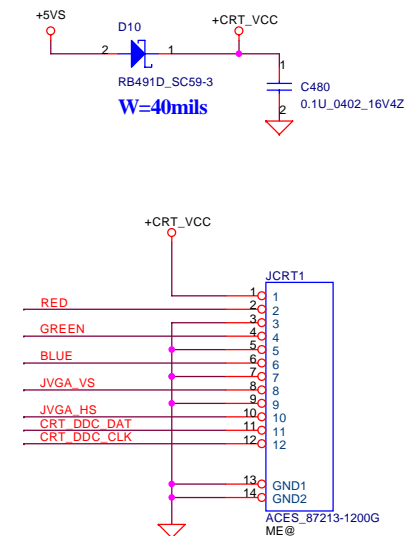 +5VS
D10
+CRT_VCC
2
1
RB491D_SC59-3
W=40mils
1
C480
2
0.1U_0402_16V4Z
+CRT_VCC
JCRT1
1 1
RED 2 2
3 3
GREEN 4 4
5 5
BLUE 6 6
7 7
JVGA_VS 8 8
9 9
JVGA_HS 10 10
CRT_DDC_DAT 11 11
CRT_DDC_CLK 12 12
13 GND1
14 GND2
ACES_87213-1200G
ME@